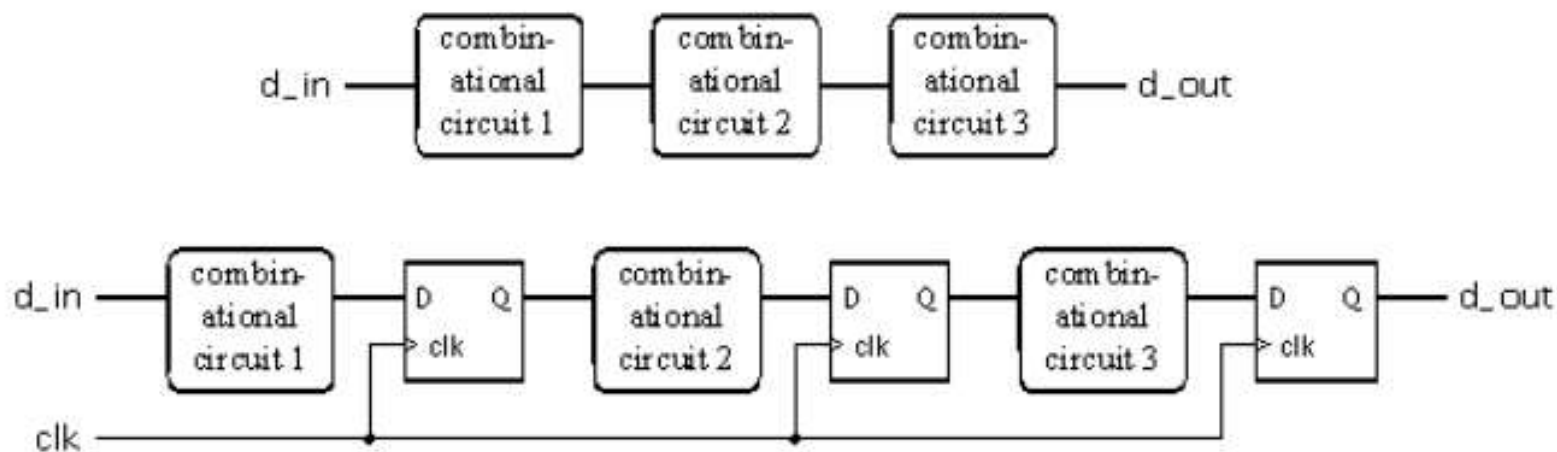 d_in
combin-
ational
circuit 1
combin-
ational
circuit 2
combin-
ational
circuit 3
d_out
d_in
combin-
ational
circuit 1
D Q
clk
combin-
ational
circuit 2
D Q
clk
combin-
ational
circuit 3
D Q
clk
d_out
clk